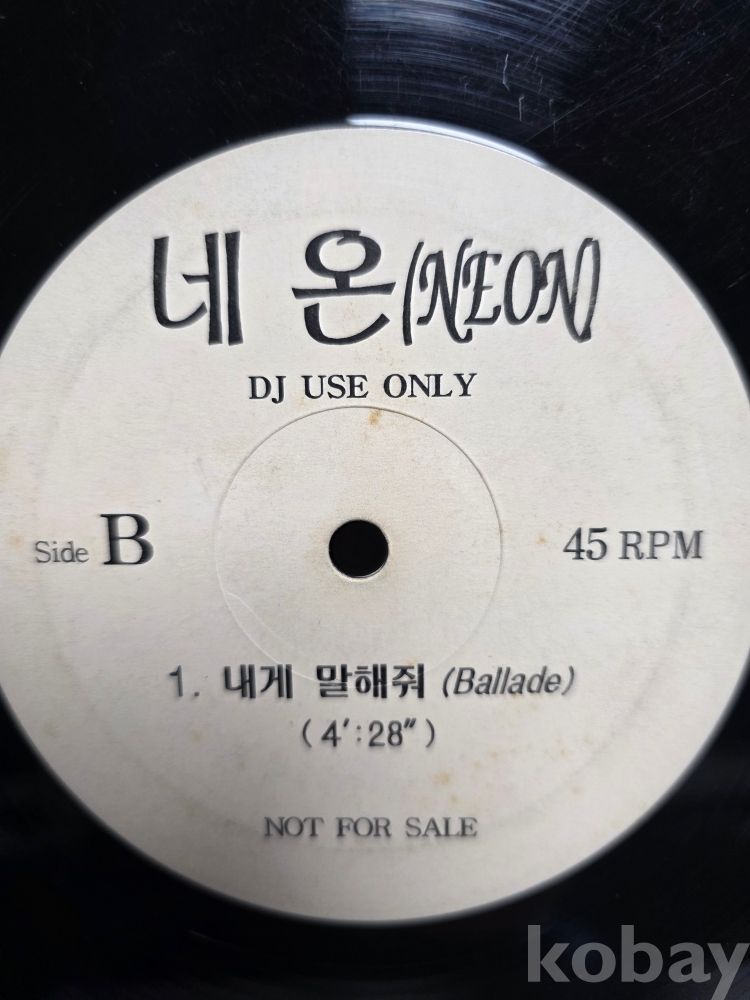 네 온(NEON)
DJ USE ONLY
Side B
45 RPM
1. 내게 말해줘 (Ballade)
(4':28")
NOT FOR SALE
kobay